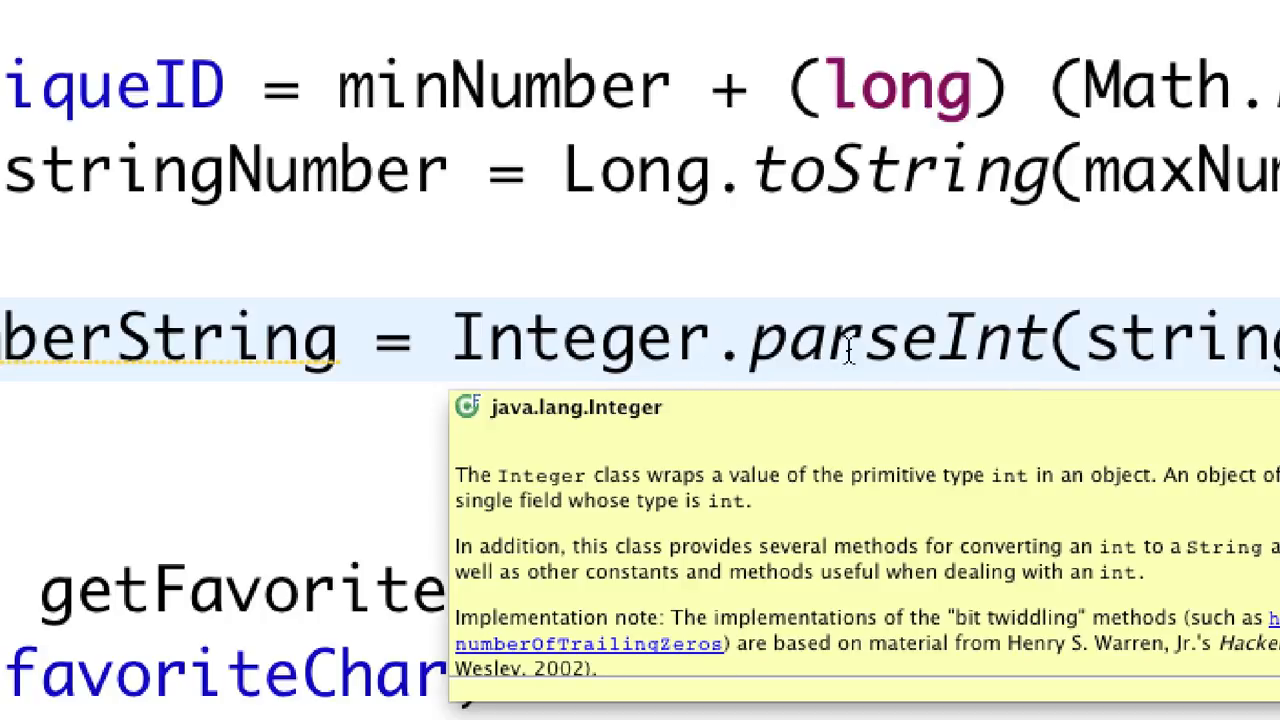 iqueID = minNumber + (long) (Math.
stringNumber = Long.toString(maxNum
berString = Integer.parseInt(string
java.lang.Integer
The Integer class wraps a value of the primitive type int in an object. An object of
single field whose type is int.
In addition, this class provides several methods for converting an int to a String a
well as other constants and methods useful when dealing with an int.
Implementation note: The implementations of the "bit twiddling" methods (such as h
numberOfTrailingZeros) are based on material from Henry S. Warren, Jr.'s Hacke
Wesley, 2002).
getFavorite
favoriteChar